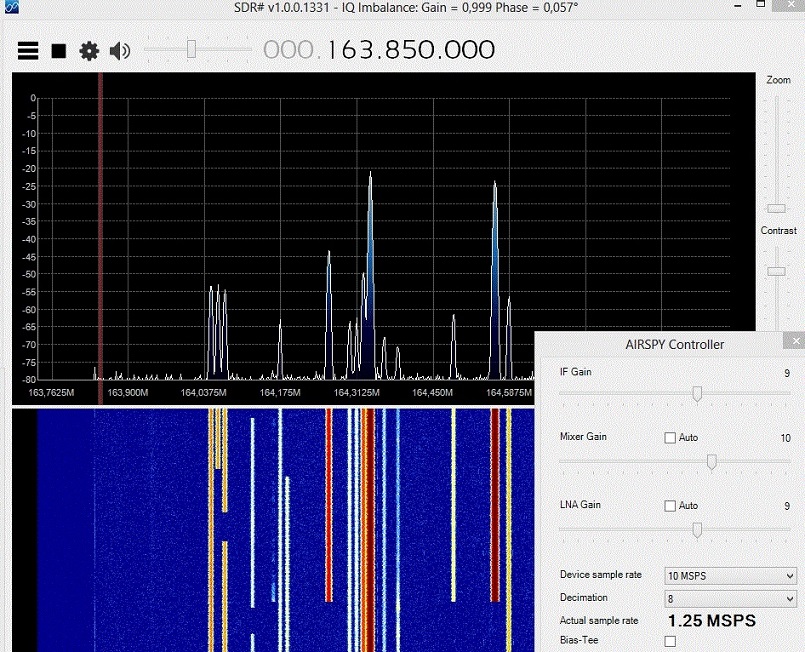 SDR# v1.0.0.1331 - IQ Imbalance: Gain = 0,999 Phase = 0,057°
000.163.850.000
Zoom
0
-5
-10
-15
-20
-25
-30
-35
Contrast
-40
-45
-50
-55
-60
-65
-70
-75
-80
163,7625M 163,900M 164,0375M 164,175M 164,3125M 164,450M 164,5875M
AIRSPY Controller
IF Gain 9
Mixer Gain Auto 10
LNA Gain Auto 9
Device sample rate 10 MSPS
Decimation 8
Actual sample rate 1.25 MSPS
Bias-Tee